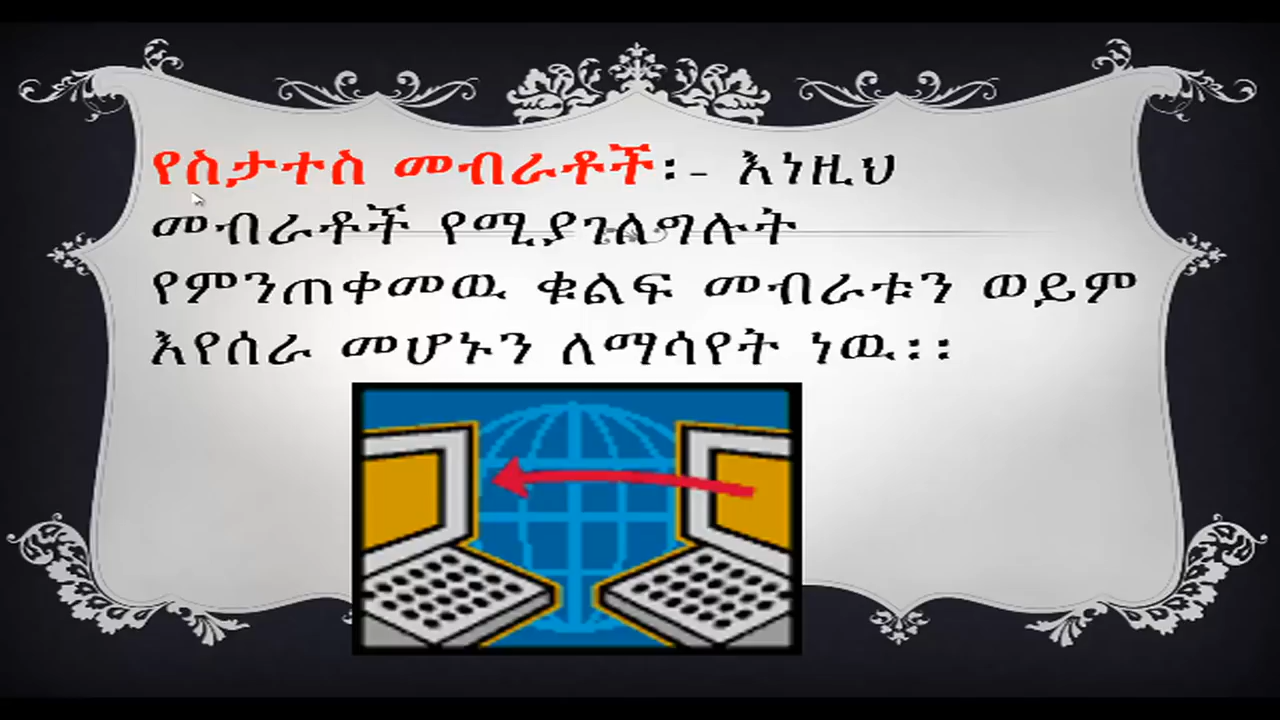 የስታተስ መብራቶች፡- እነዚህ
መብራቶች የሚያገለግሉት
የምንጠቀመዉ ቁልፍ መብራቱን ወይም
እየሰራ መሆኑን ለማሳየት ነዉ፡፡